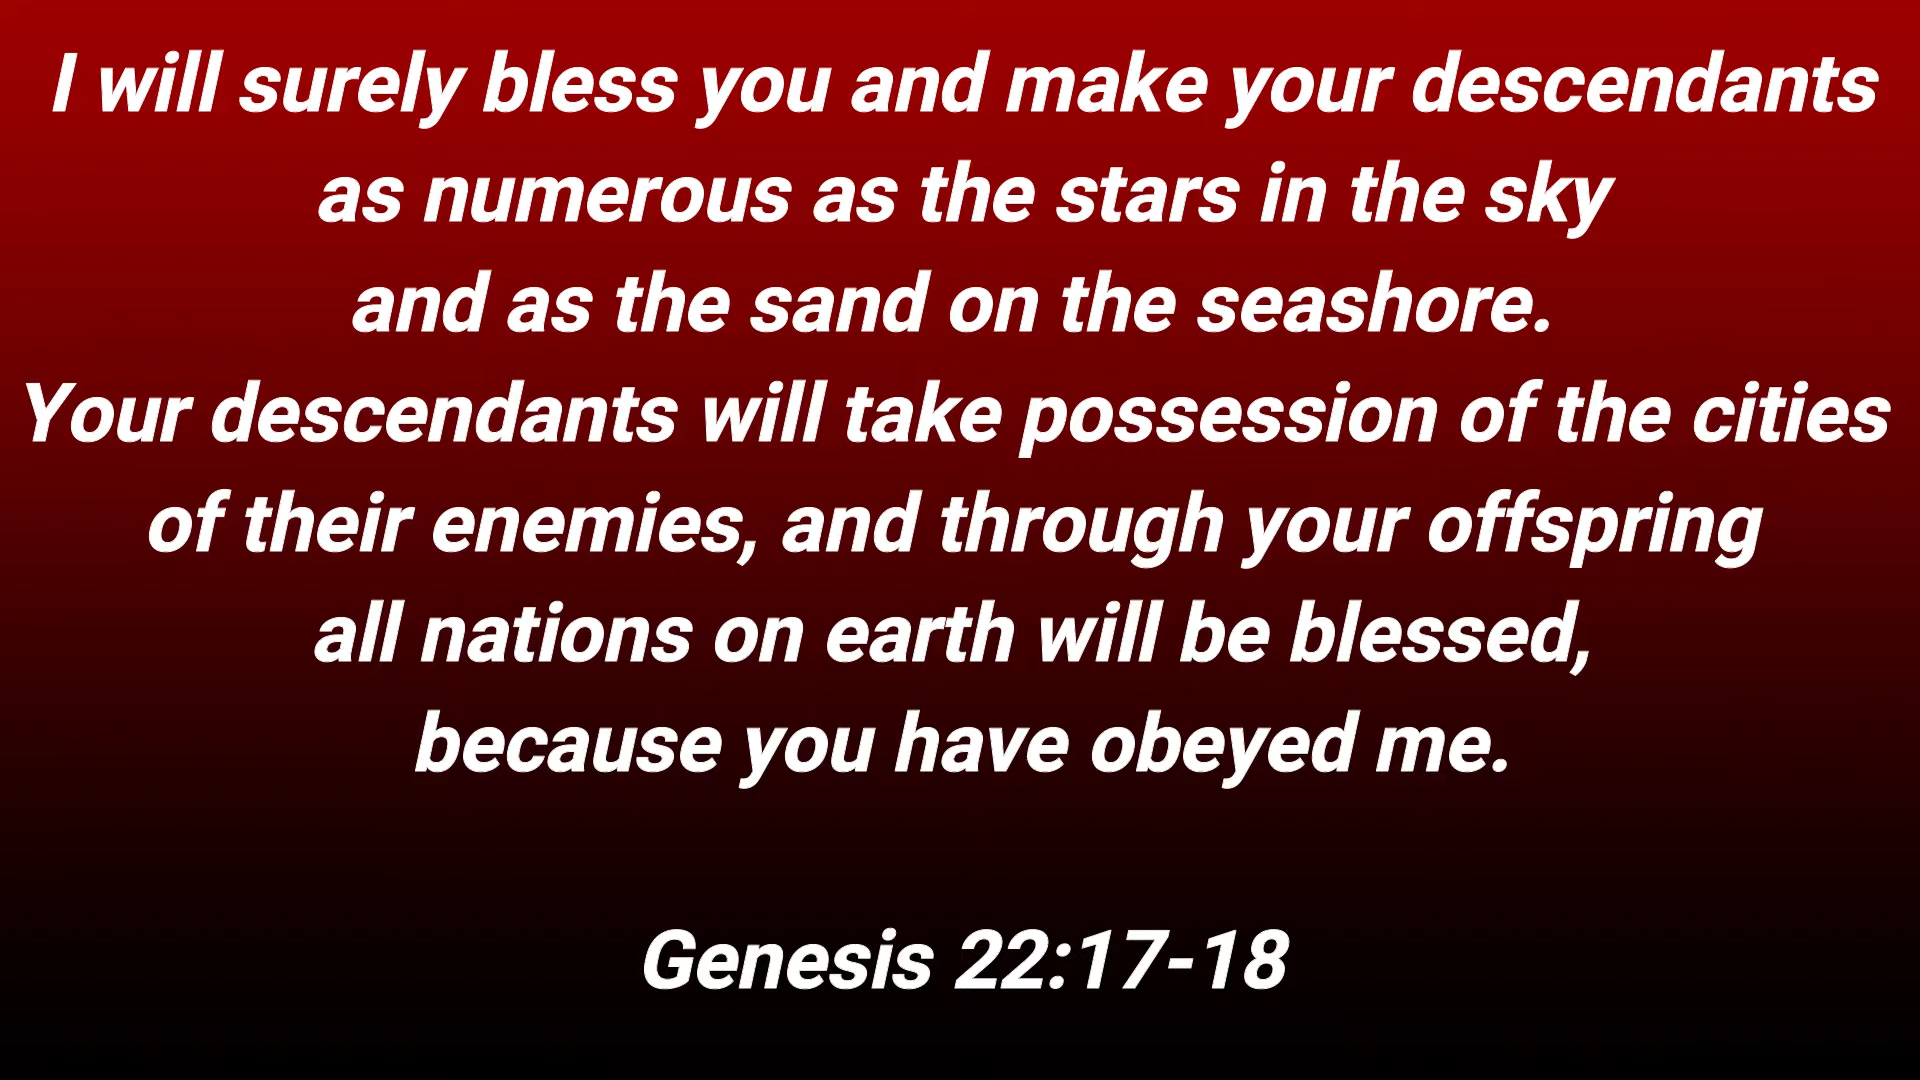 I will surely bless you and make your descendants
as numerous as the stars in the sky
and as the sand on the seashore.
Your descendants will take possession of the cities
of their enemies, and through your offspring
all nations on earth will be blessed,
because you have obeyed me.
Genesis 22:17-18